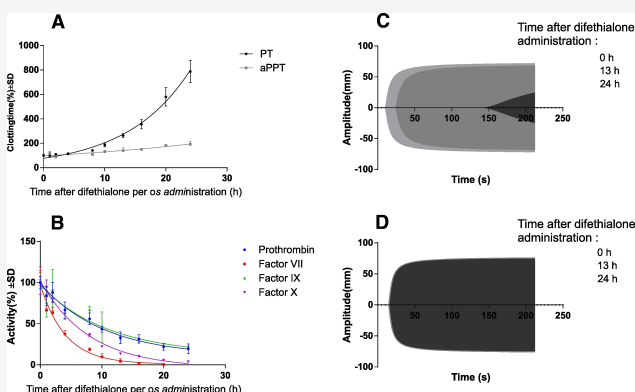 A
PT
aPPT
Clottingtime(%)±SD
1000
800
600
400
200
0
0
10
20
30
Time after difethialone per os administration (h)
B
Prothrombin
Factor VII
Factor IX
Factor X
Activity(%) ±SD
150
100
50
0
0
10
20
30
Time after difethialone per os administration (h)
C
Time after difethialone
administration :
0 h
13 h
24 h
Amplitude(mm)
100
50
0
-50
-100
50
100
150
200
250
Time (s)
D
Time after difethialone
administration :
0 h
13 h
24 h
Amplitude(mm)
100
50
0
-50
-100
50
100
150
200
250
Time (s)